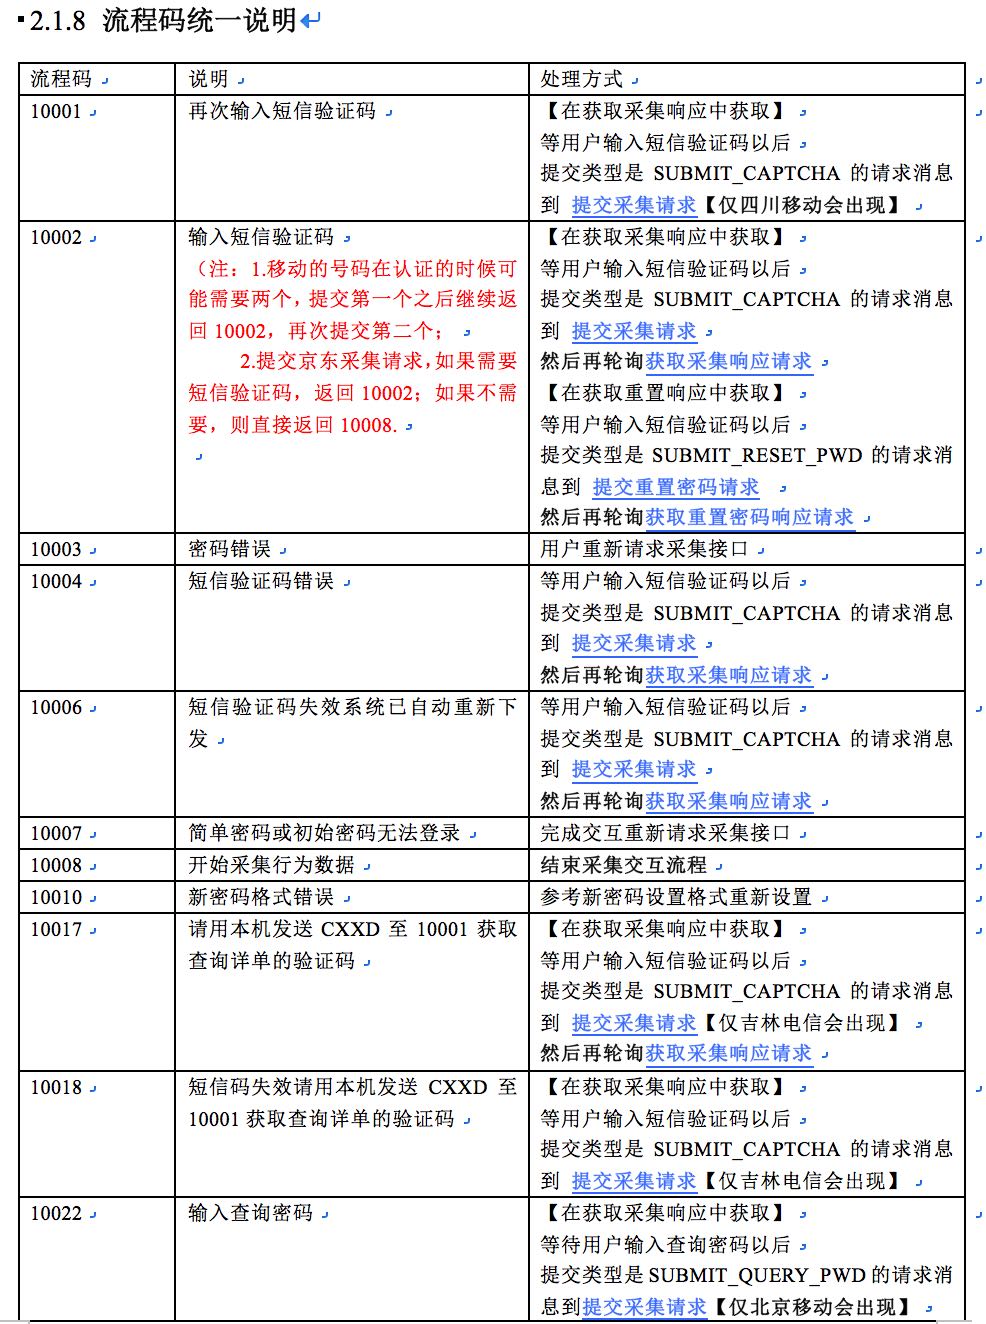 2.1.8 流程码统一说明
流程码 说明 处理方式
10001 再次输入短信验证码 【在获取采集响应中获取】
等用户输入短信验证码以后
提交类型是 SUBMIT_CAPTCHA 的请求消息
到 提交采集请求【仅四川移动会出现】
10002 输入短信验证码 【在获取采集响应中获取】
（注：1.移动的号码在认证的时候可 等用户输入短信验证码以后
能需要两个，提交第一个之后继续返 提交类型是 SUBMIT_CAPTCHA 的请求消息
回 10002，再次提交第二个； 到 提交采集请求
2.提交京东采集请求，如果需要 然后再轮询获取采集响应请求
短信验证码，返回 10002；如果不需 【在获取重置响应中获取】
要，则直接返回 10008. 等用户输入短信验证码以后
提交类型是 SUBMIT_RESET_PWD 的请求消
息到 提交重置密码请求
然后再轮询获取重置密码响应请求
10003 密码错误 用户重新请求采集接口
10004 短信验证码错误 等用户输入短信验证码以后
提交类型是 SUBMIT_CAPTCHA 的请求消息
到 提交采集请求
然后再轮询获取采集响应请求
10006 短信验证码失效系统已自动重新下 等用户输入短信验证码以后
发 提交类型是 SUBMIT_CAPTCHA 的请求消息
到 提交采集请求
然后再轮询获取采集响应请求
10007 简单密码或初始密码无法登录 完成交互重新请求采集接口
10008 开始采集行为数据 结束采集交互流程
10010 新密码格式错误 参考新密码设置格式重新设置
10017 请用本机发送 CXXD 至 10001 获取 【在获取采集响应中获取】
查询详单的验证码 等用户输入短信验证码以后
提交类型是 SUBMIT_CAPTCHA 的请求消息
到 提交采集请求【仅吉林电信会出现】
然后再轮询获取采集响应请求
10018 短信码失效请用本机发送 CXXD 至 【在获取采集响应中获取】
10001 获取查询详单的验证码 等用户输入短信验证码以后
提交类型是 SUBMIT_CAPTCHA 的请求消息
到 提交采集请求【仅吉林电信会出现】
10022 输入查询密码 【在获取采集响应中获取】
等待用户输入查询密码以后
提交类型是 SUBMIT_QUERY_PWD 的请求消
息到提交采集请求【仅北京移动会出现】